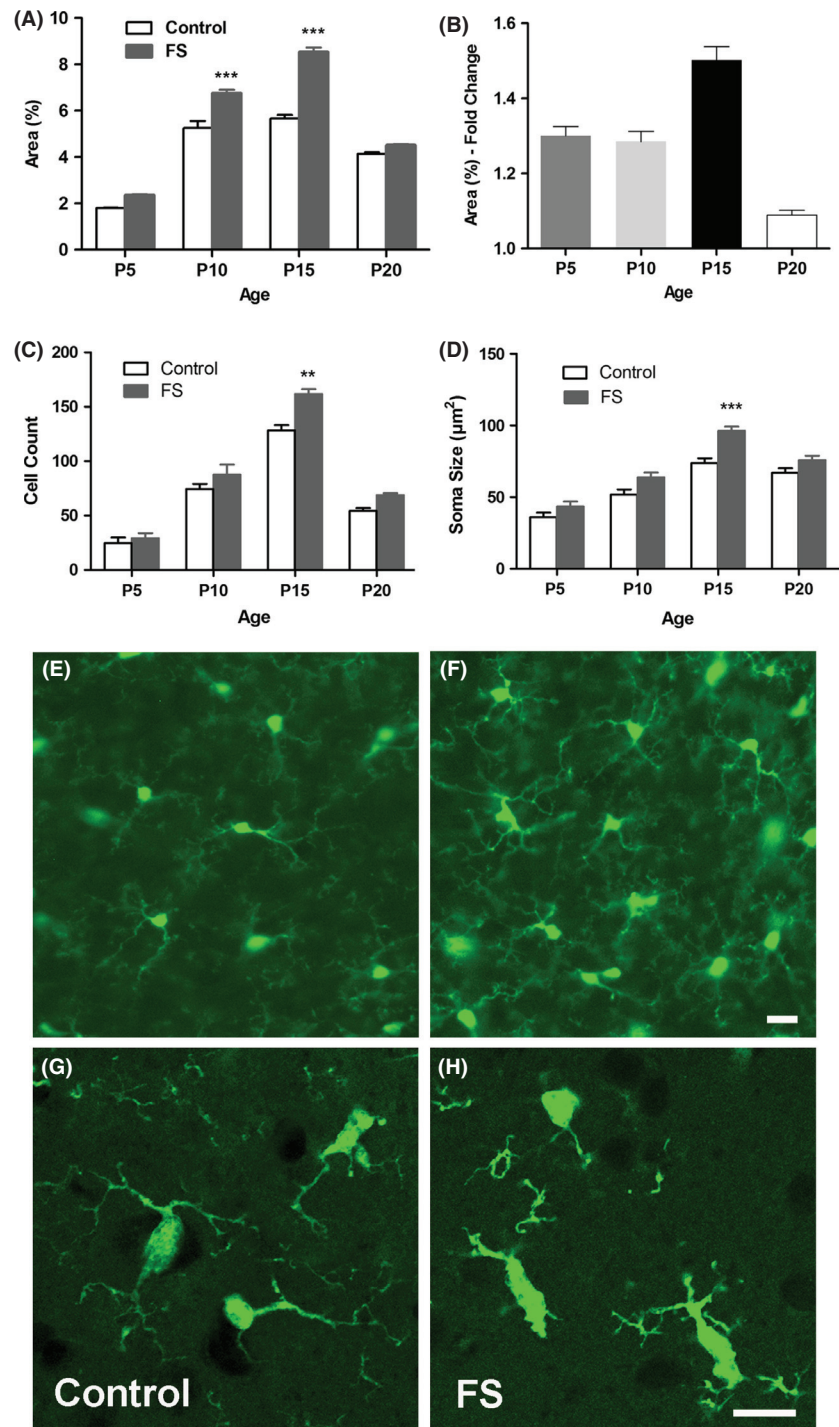 (A)
10
8
6
4
2
0
Area (%)
Control
FS
***
***
P5 P10 P15 P20
Age
(B)
1.6
1.4
1.2
1.0
Area (%) - Fold Change
P5 P10 P15 P20
Age
(C)
200
150
100
50
0
Cell Count
Control
FS
**
P5 P10 P15 P20
Age
(D)
150
100
50
0
Soma Size (µm²)
Control
FS
***
P5 P10 P15 P20
Age
(E)
(F)
(G)
Control
(H)
FS